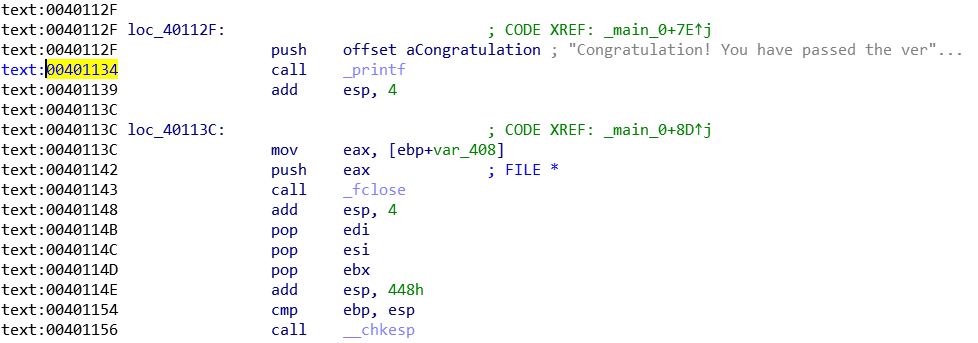 text:0040112F
text:0040112F loc_40112F: ; CODE XREF: _main_0+7E↑j
text:0040112F push offset aCongratulation ; "Congratulation! You have passed the ver"...
text:00401134 call _printf
text:00401139 add esp, 4
text:0040113C
text:0040113C loc_40113C: ; CODE XREF: _main_0+8D↑j
text:0040113C mov eax, [ebp+var_408]
text:00401142 push eax ; FILE *
text:00401143 call _fclose
text:00401148 add esp, 4
text:0040114B pop edi
text:0040114C pop esi
text:0040114D pop ebx
text:0040114E add esp, 448h
text:00401154 cmp ebp, esp
text:00401156 call __chkesp